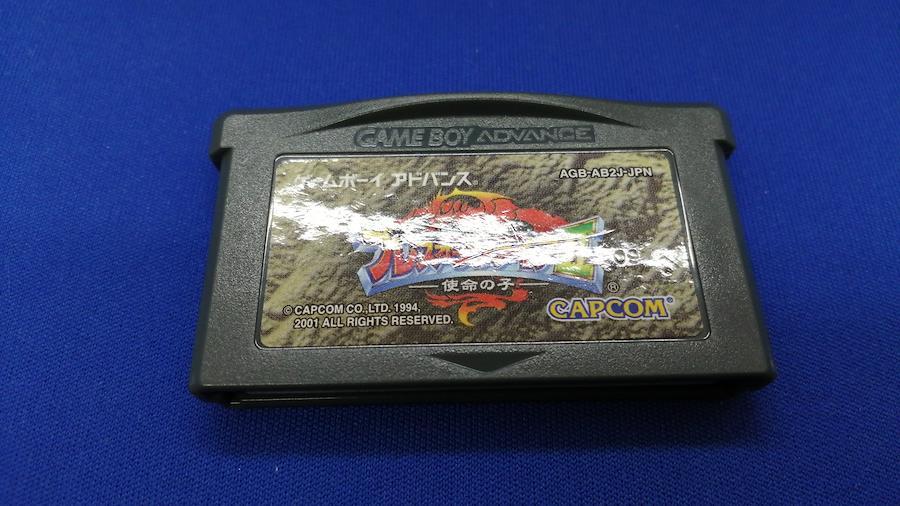 GAME BOY ADVANCE
ゲームボーイ アドバンス
AGB-AB2J-JPN
II
使命の子
®
© CAPCOM CO.,LTD. 1994,
2001 ALL RIGHTS RESERVED.
CAPCOM